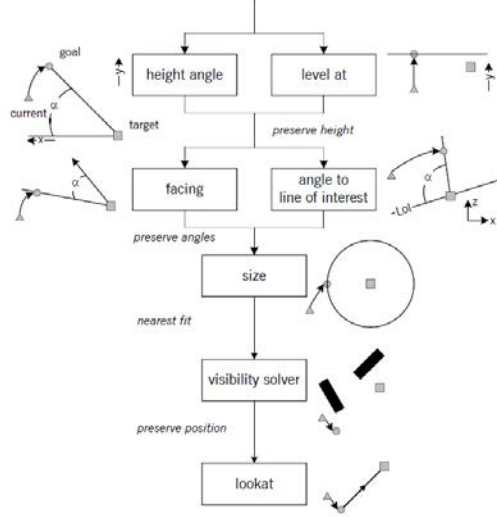 goal
α
current
target
-x-
height angle
-y-
level at
-y-
preserve height
α
facing
angle to
line of interest
α
-LoI
z
x
preserve angles
size
nearest fit
visibility solver
preserve position
lookat